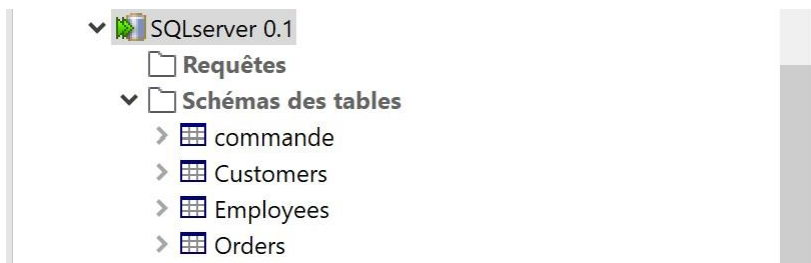 SQLserver 0.1
Requêtes
Schémas des tables
commande
Customers
Employees
Orders